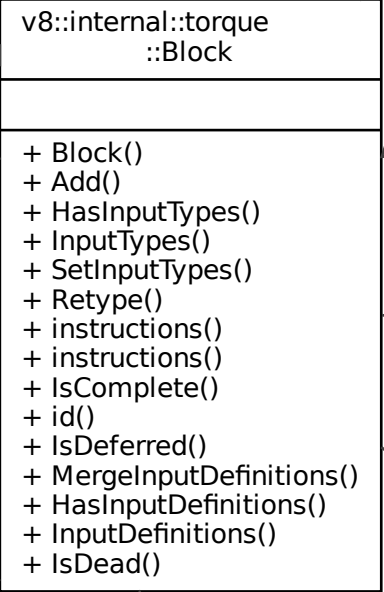 v8::internal::torque
::Block
+ Block()
+ Add()
+ HasInputTypes()
+ InputTypes()
+ SetInputTypes()
+ Retype()
+ instructions()
+ instructions()
+ IsComplete()
+ id()
+ IsDeferred()
+ MergeInputDefinitions()
+ HasInputDefinitions()
+ InputDefinitions()
+ IsDead()